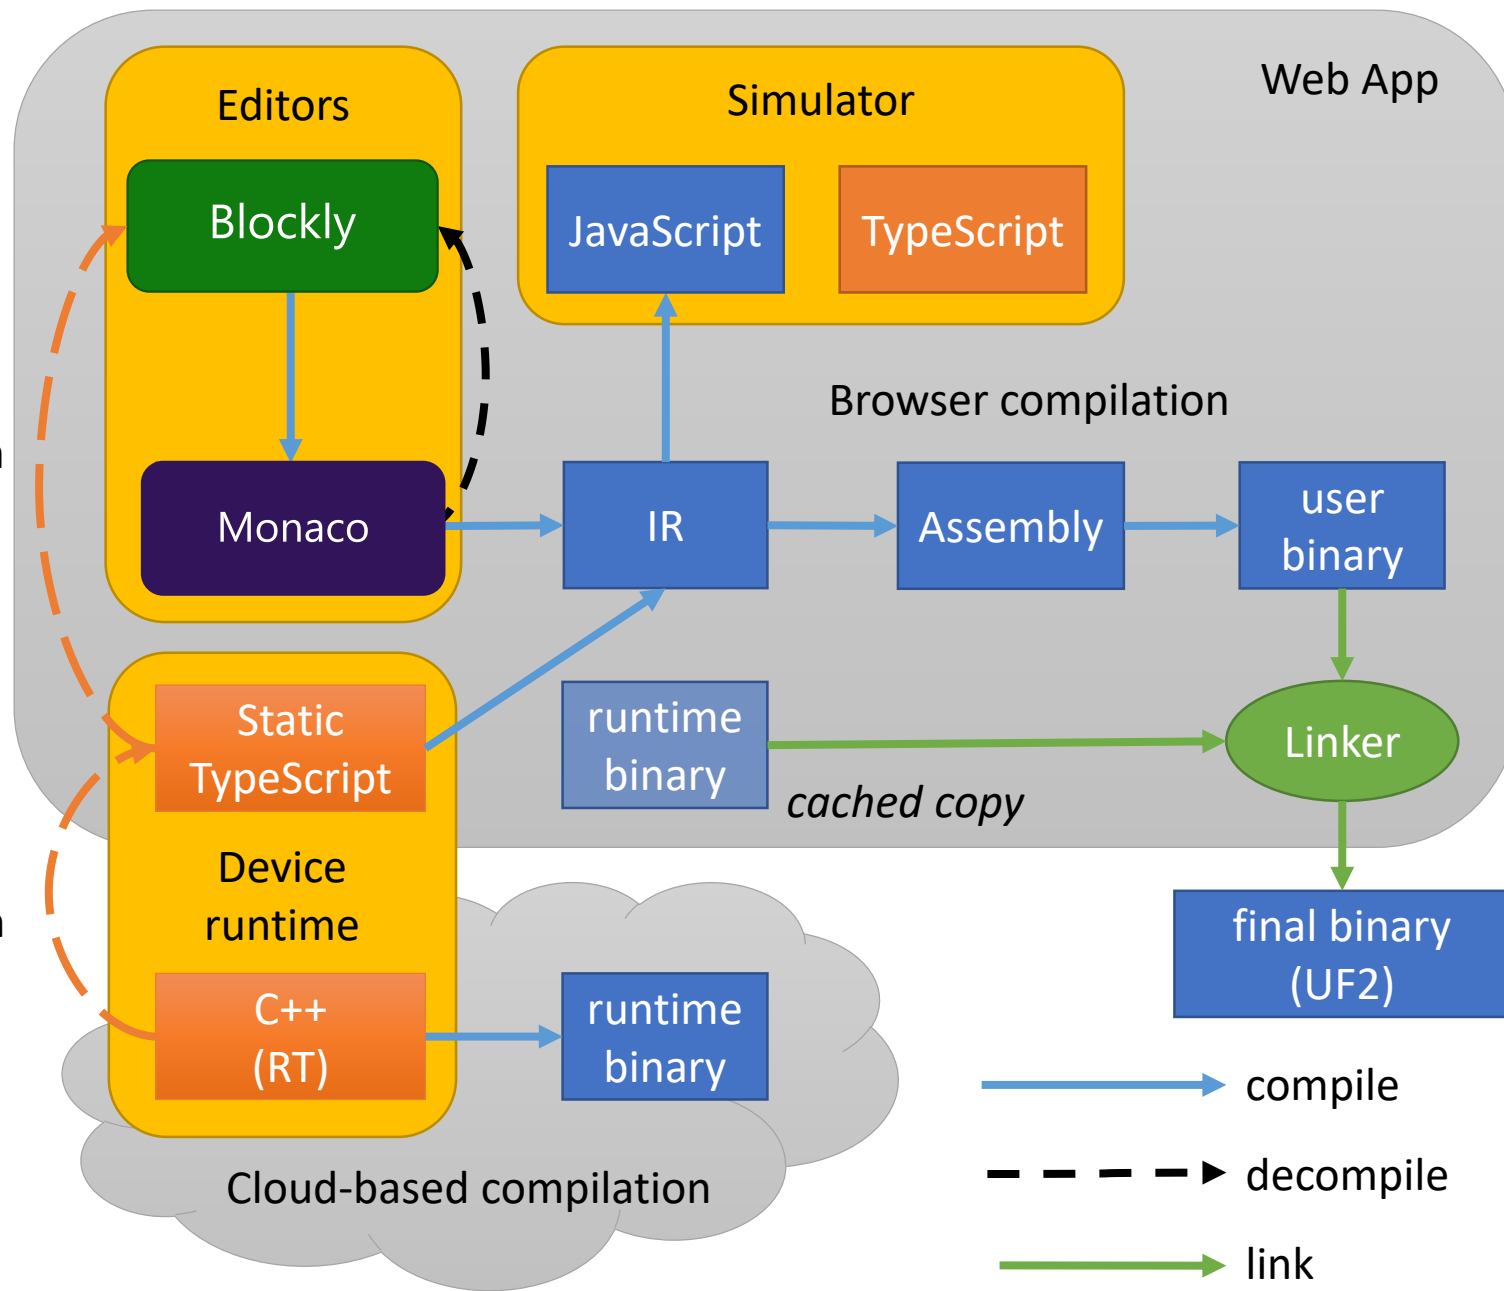 Web App
Editors
Simulator
Blockly
JavaScript
TypeScript
Browser compilation
Monaco
IR
Assembly
user
binary
Static
TypeScript
runtime
binary
cached copy
Linker
Device
runtime
final binary
(UF2)
C++
(RT)
runtime
binary
Cloud-based compilation
compile
decompile
link